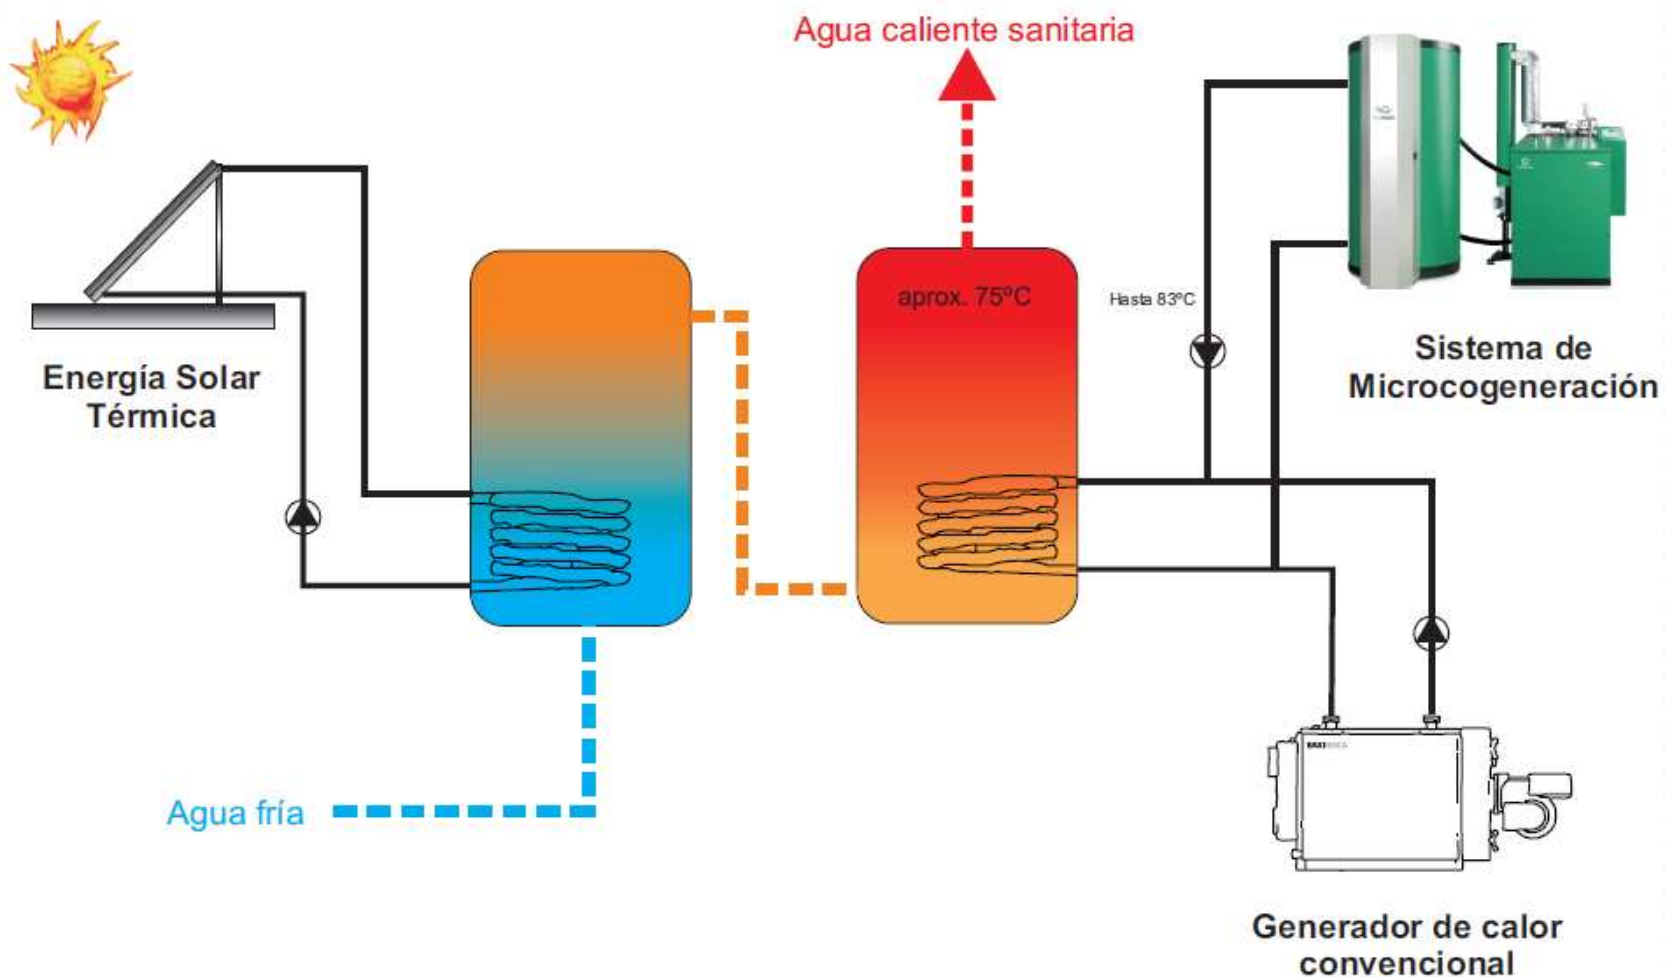 Agua caliente sanitaria
aprox. 75ºC
Hasta 83ºC
Energía Solar
Térmica
Sistema de
Microcogeneración
Agua fría
BAXIROCA
Generador de calor
convencional